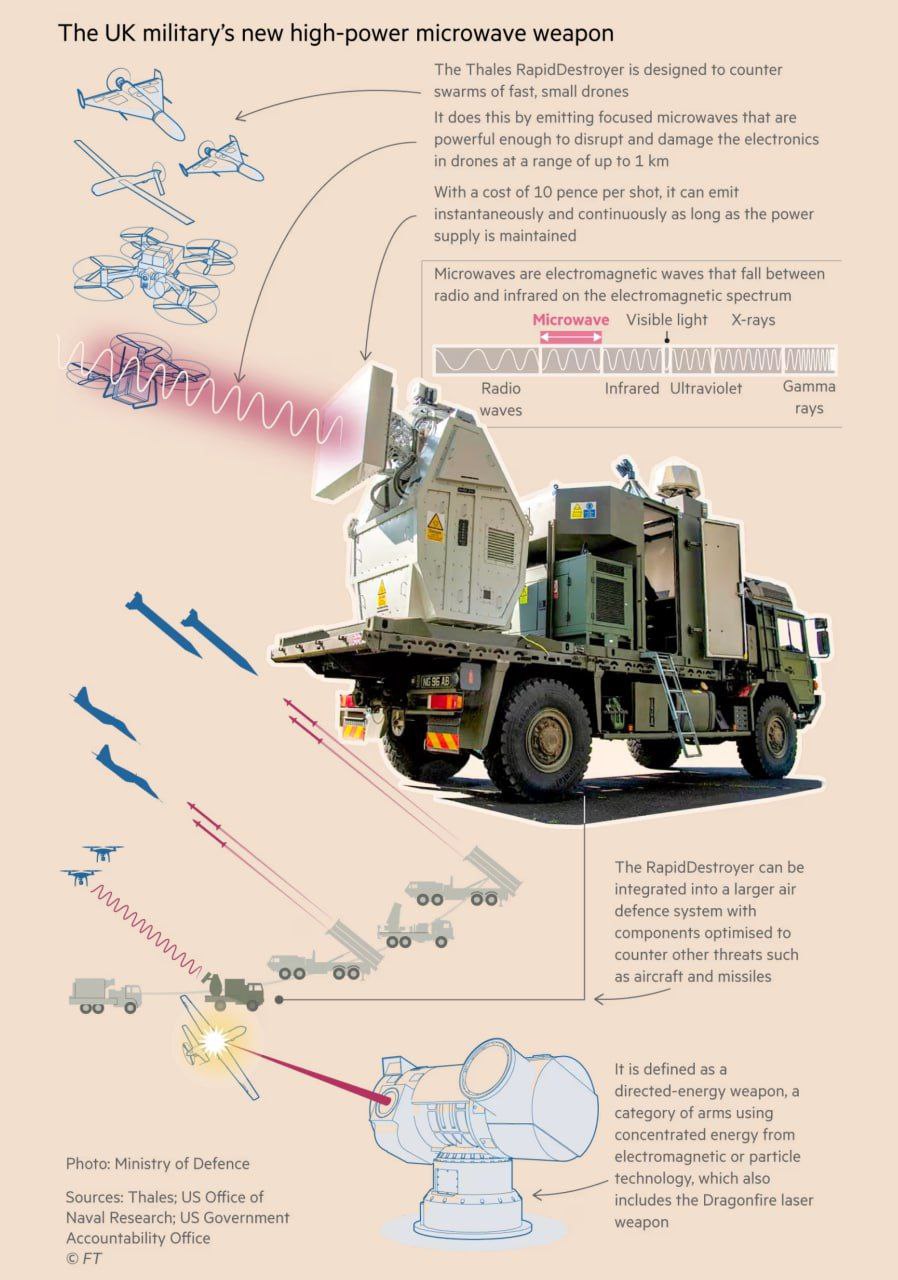 The UK military's new high-power microwave weapon
The Thales RapidDestroyer is designed to counter
swarms of fast, small drones
It does this by emitting focused microwaves that are
powerful enough to disrupt and damage the electronics
in drones at a range of up to 1 km
With a cost of 10 pence per shot, it can emit
instantaneously and continuously as long as the power
supply is maintained
Microwaves are electromagnetic waves that fall between
radio and infrared on the electromagnetic spectrum
Microwave Visible light X-rays
Radio
waves
Infrared Ultraviolet
Gamma
rays
NG 96 AB
The RapidDestroyer can be
integrated into a larger air
defence system with
components optimised to
counter other threats such
as aircraft and missiles
It is defined as a
directed-energy weapon, a
category of arms using
concentrated energy from
electromagnetic or particle
technology, which also
includes the Dragonfire laser
weapon
Photo: Ministry of Defence
Sources: Thales; US Office of
Naval Research; US Government
Accountability Office
© FT